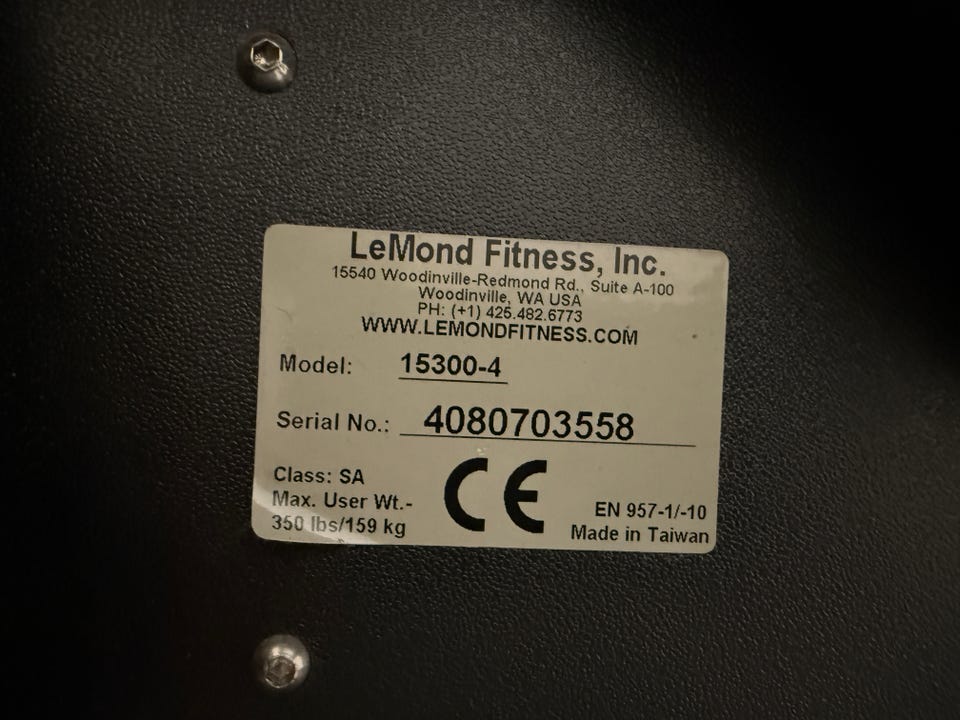 LeMond Fitness, Inc.
15540 Woodinville-Redmond Rd., Suite A-100
Woodinville, WA USA
PH: (+1) 425.482.6773
WWW.LEMONDFITNESS.COM
Model: 15300-4
Serial No.: 4080703558
Class: SA
Max. User Wt.-
350 lbs/159 kg
CE
EN 957-1/-10
Made in Taiwan